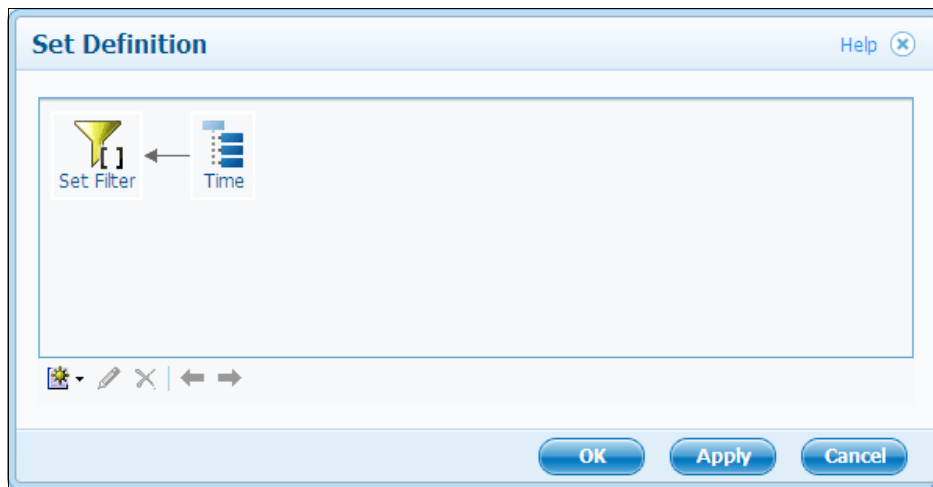 Set Definition
Help
[ ]
Set Filter
Time
OK
Apply
Cancel